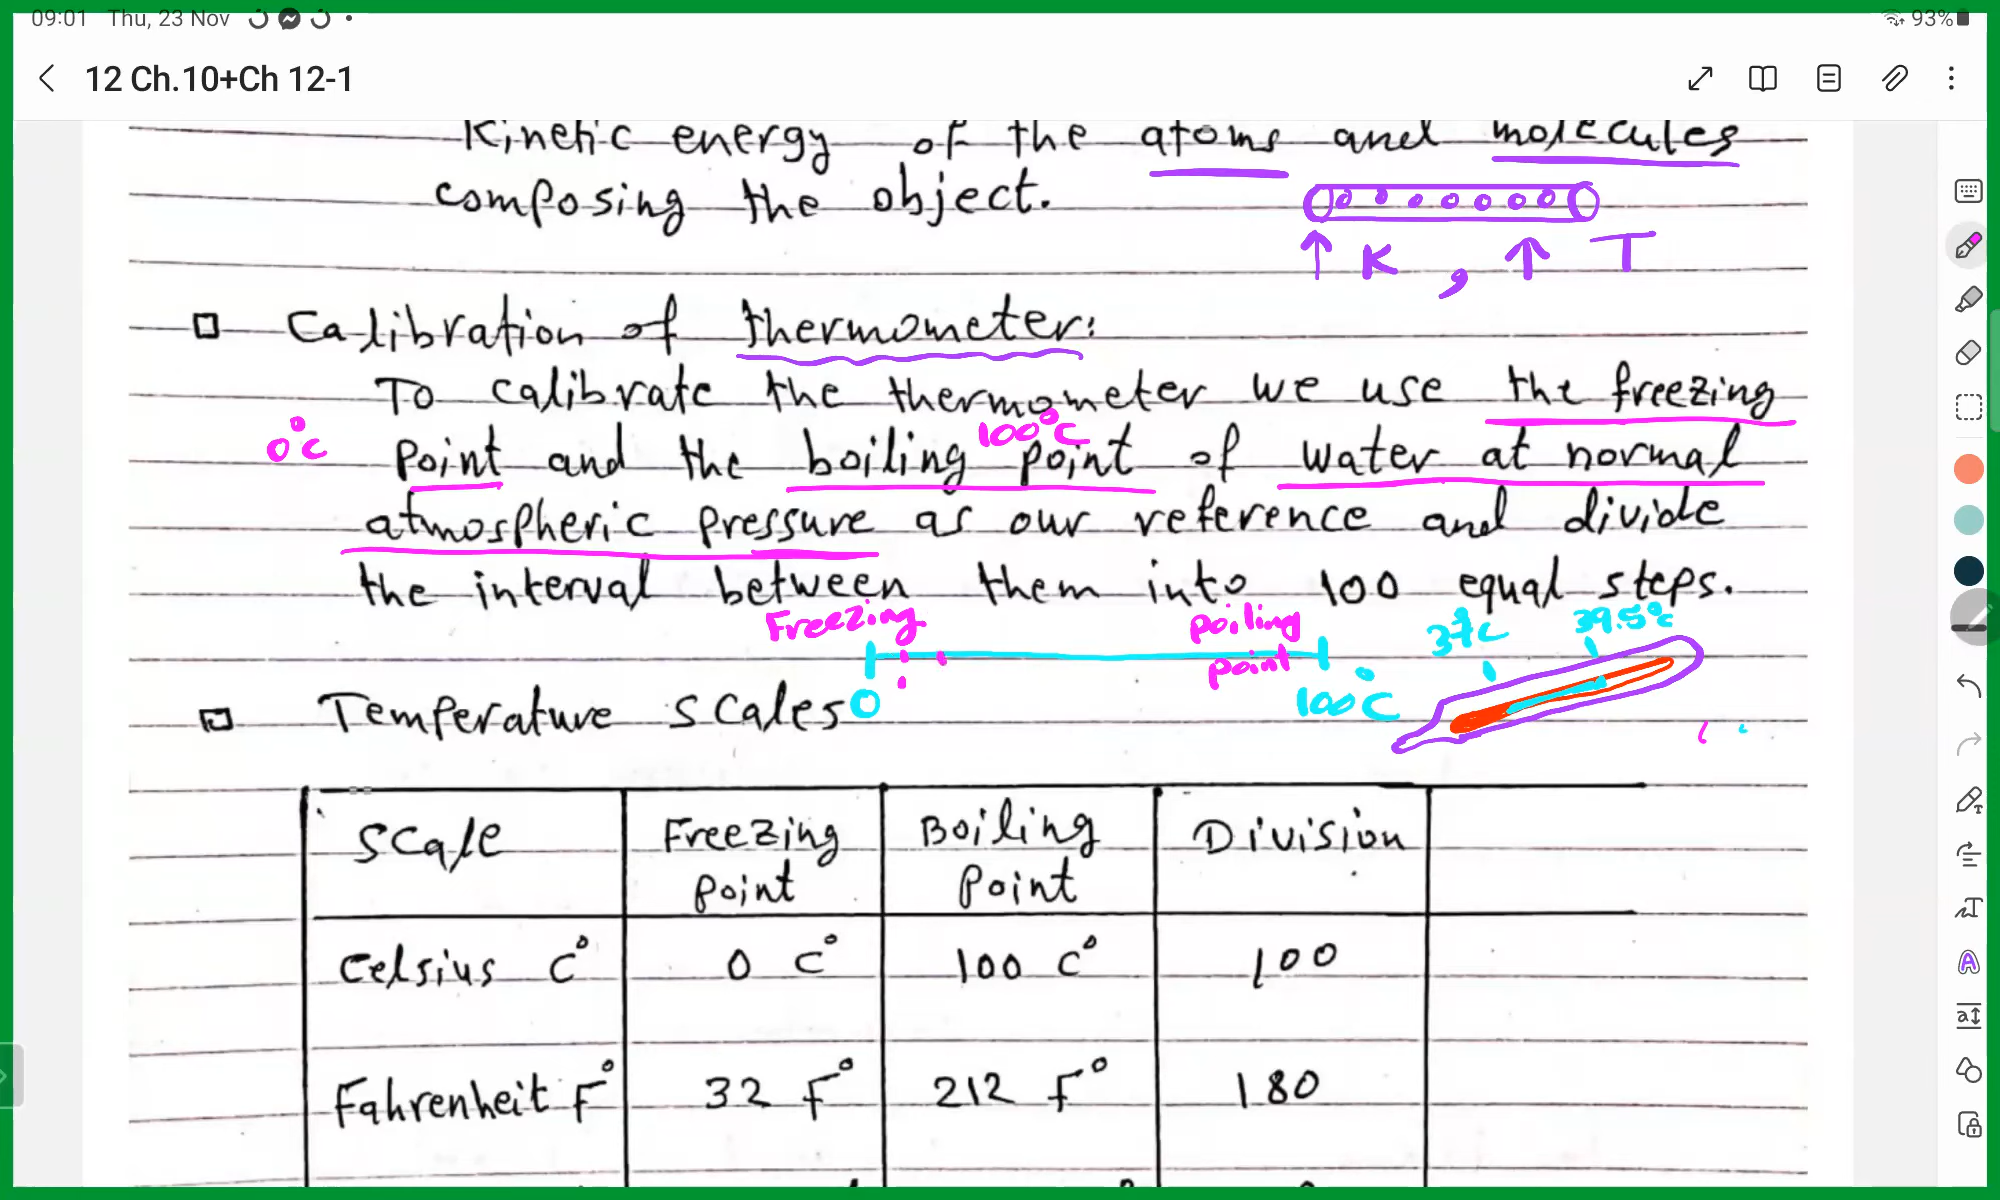 09:01 Thu, 23 Nov 93%
12 Ch.10+Ch 12-1
Kinetic energy of the atoms and molecules
composing the object.
↑ K , ↑ T
Calibration of thermometer:
To calibrate the thermometer we use the freezing
0°c 100°C
point and the boiling point of water at normal
atmospheric pressure as our reference and divide
the interval between them into 100 equal steps.
Freezing poiling point 37°c 39.5°c
0 100°C
Temperature scales
Scale Freezing point Boiling Point Division
Celsius C° 0 C° 100 C° 100
Fahrenheit F° 32 F° 212 F° 180